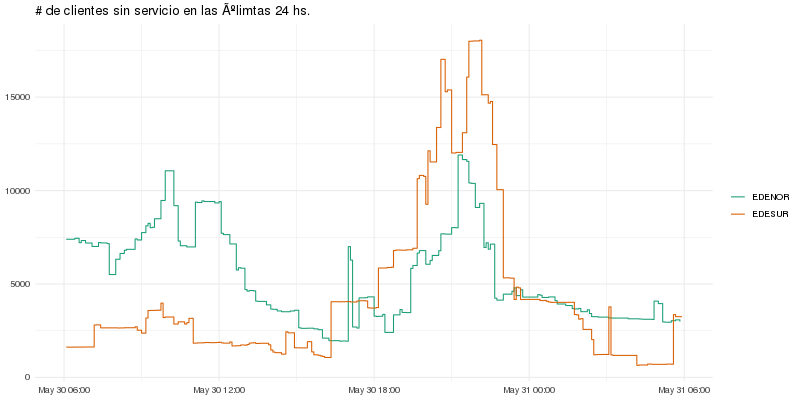 # de clientes sin servicio en las Ãºlimtas 24 hs.
15000
10000
5000
0
May 30 06:00
May 30 12:00
May 30 18:00
May 31 00:00
May 31 06:00
EDENOR
EDESUR